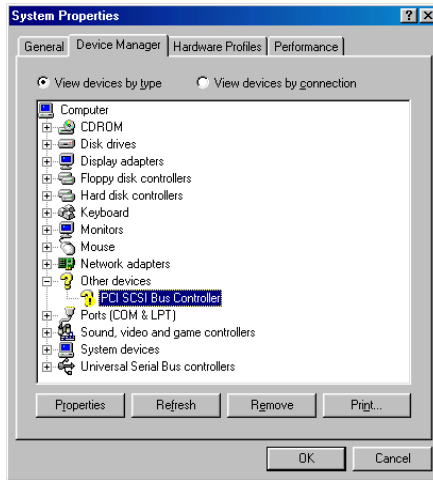 System Properties
General Device Manager Hardware Profiles Performance
View devices by type View devices by connection
Computer
CDROM
Disk drives
Display adapters
Floppy disk controllers
Hard disk controllers
Keyboard
Monitors
Mouse
Network adapters
Other devices
PCI SCSI Bus Controller
Ports (COM & LPT)
Sound, video and game controllers
System devices
Universal Serial Bus controllers
Properties Refresh Remove Print...
OK Cancel